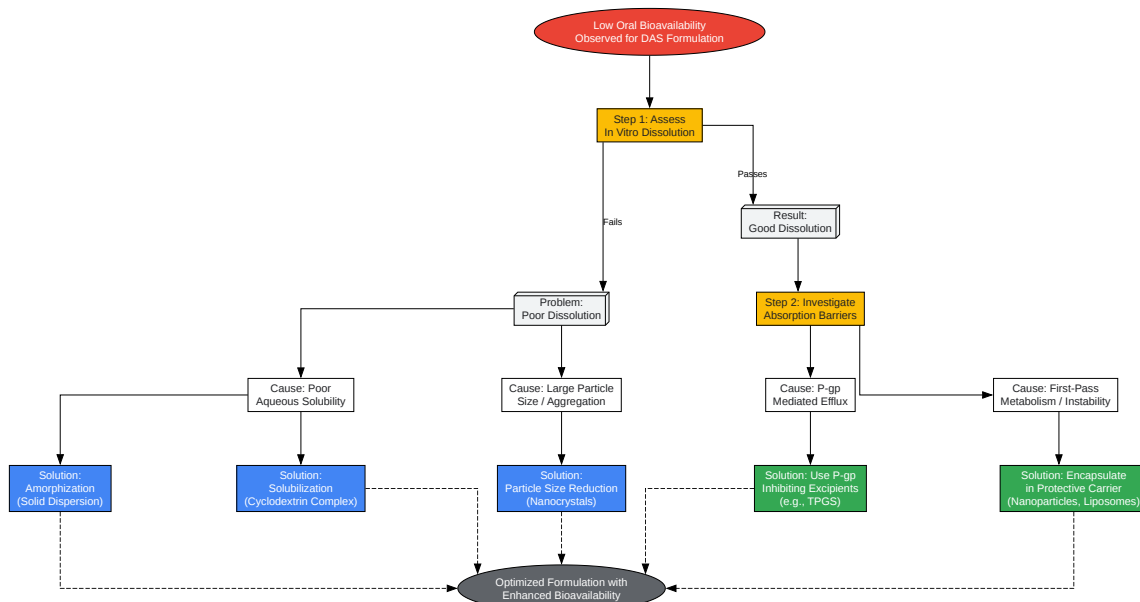 Low Oral Bioavailability
Observed for DAS Formulation
Step 1: Assess
In Vitro Dissolution
Passes
Fails
Result:
Good Dissolution
Problem:
Poor Dissolution
Step 2: Investigate
Absorption Barriers
Cause: Poor
Aqueous Solubility
Cause: Large Particle
Size / Aggregation
Cause: P-gp
Mediated Efflux
Cause: First-Pass
Metabolism / Instability
Solution:
Amorphization
(Solid Dispersion)
Solution:
Solubilization
(Cyclodextrin Complex)
Solution:
Particle Size Reduction
(Nanocrystals)
Solution: Use P-gp
Inhibiting Excipients
(e.g., TPGS)
Solution: Encapsulate
in Protective Carrier
(Nanoparticles, Liposomes)
Optimized Formulation with
Enhanced Bioavailability